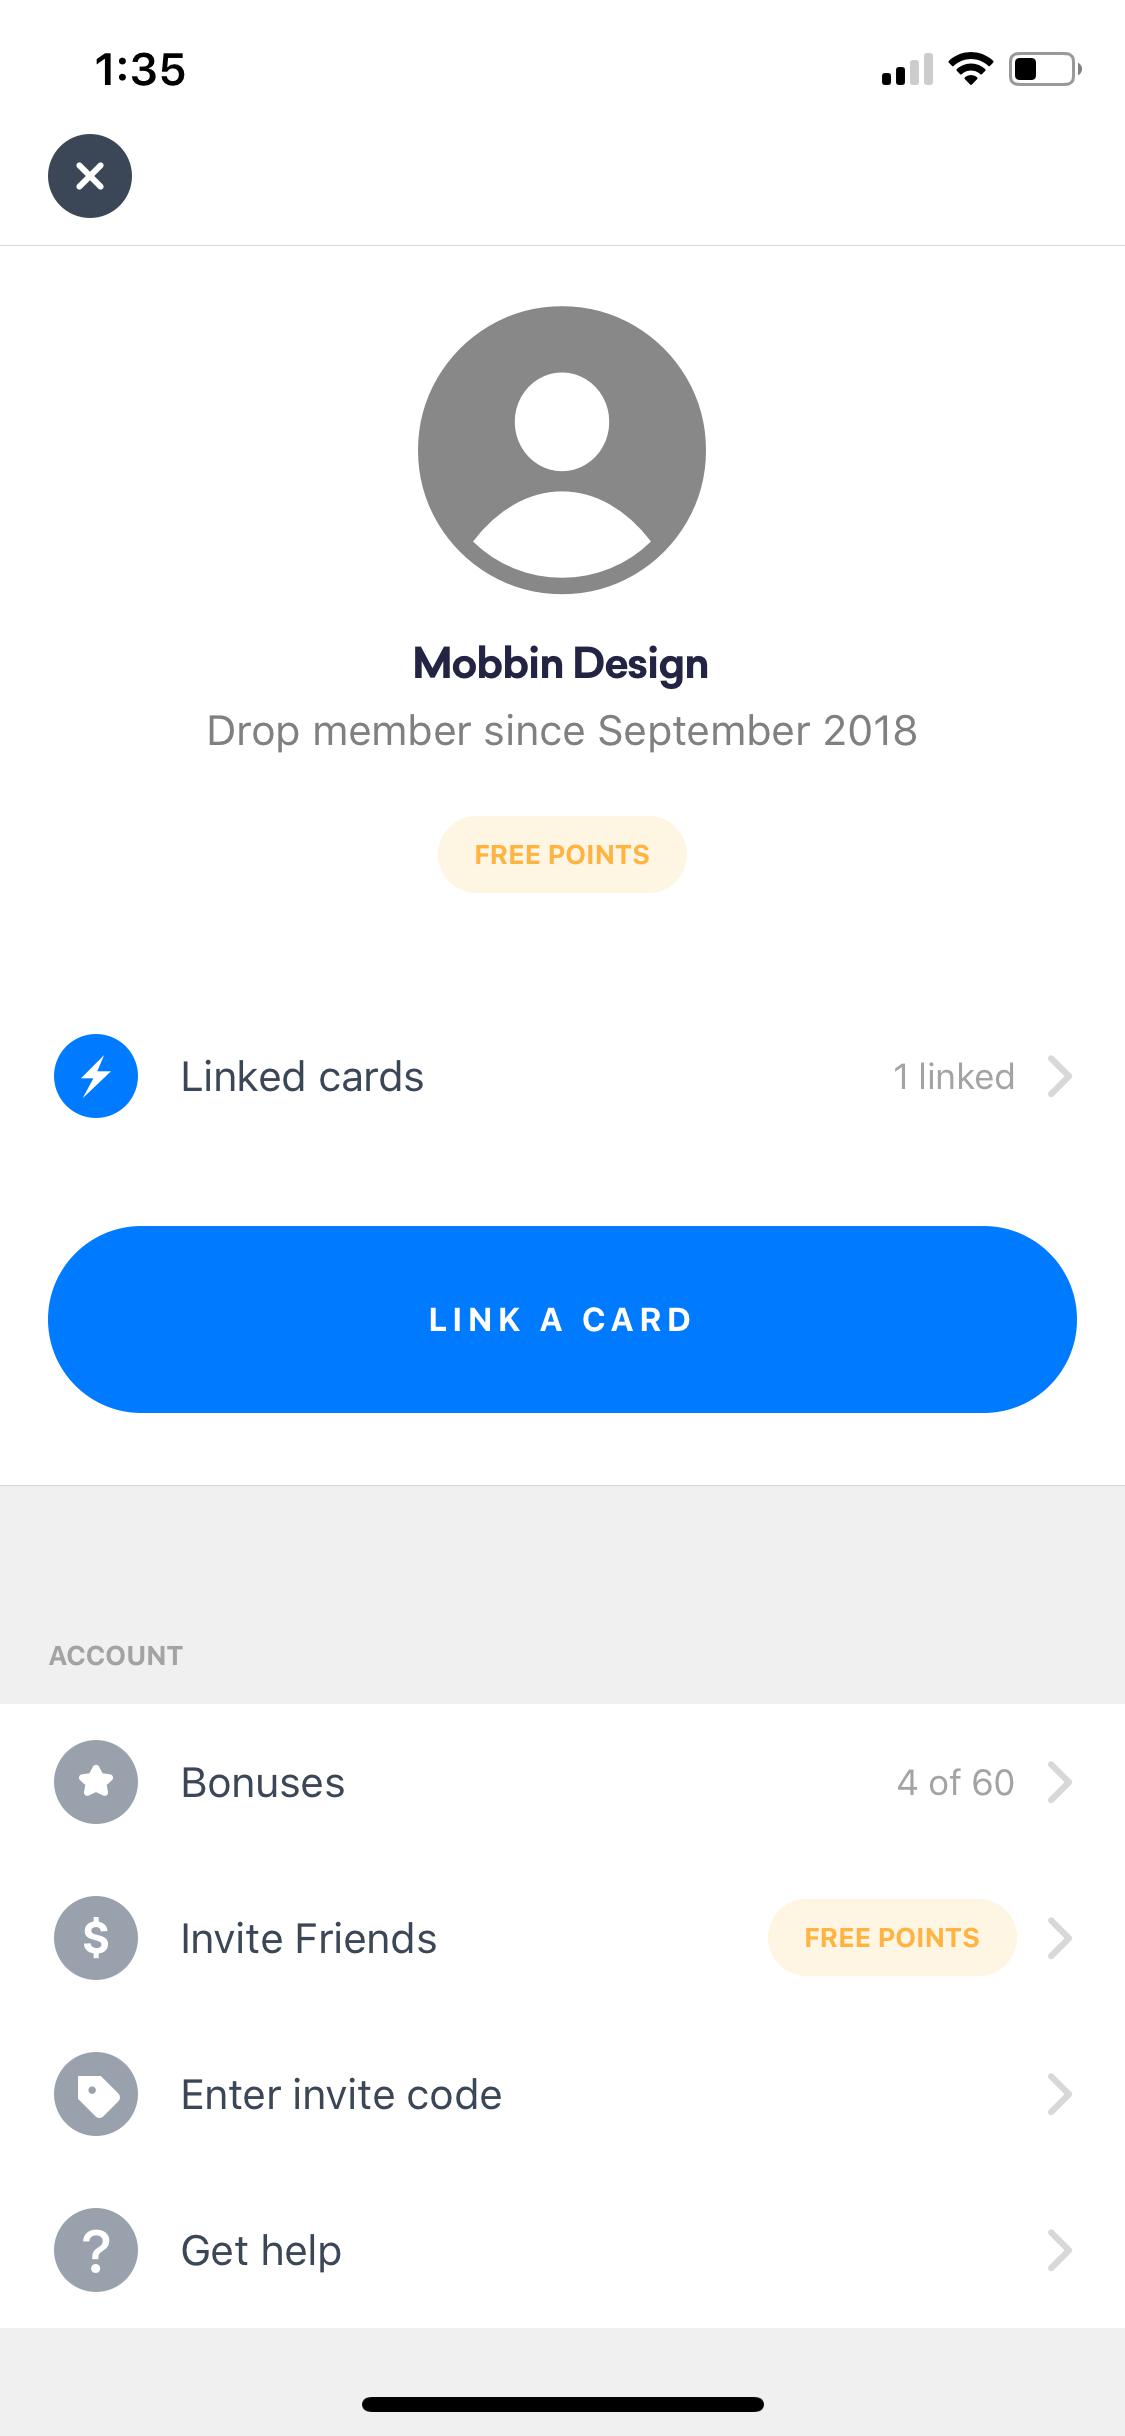 1:35
Mobbin Design
Drop member since September 2018
FREE POINTS
Linked cards
1 linked
LINK A CARD
ACCOUNT
Bonuses
4 of 60
Invite Friends
FREE POINTS
Enter invite code
Get help